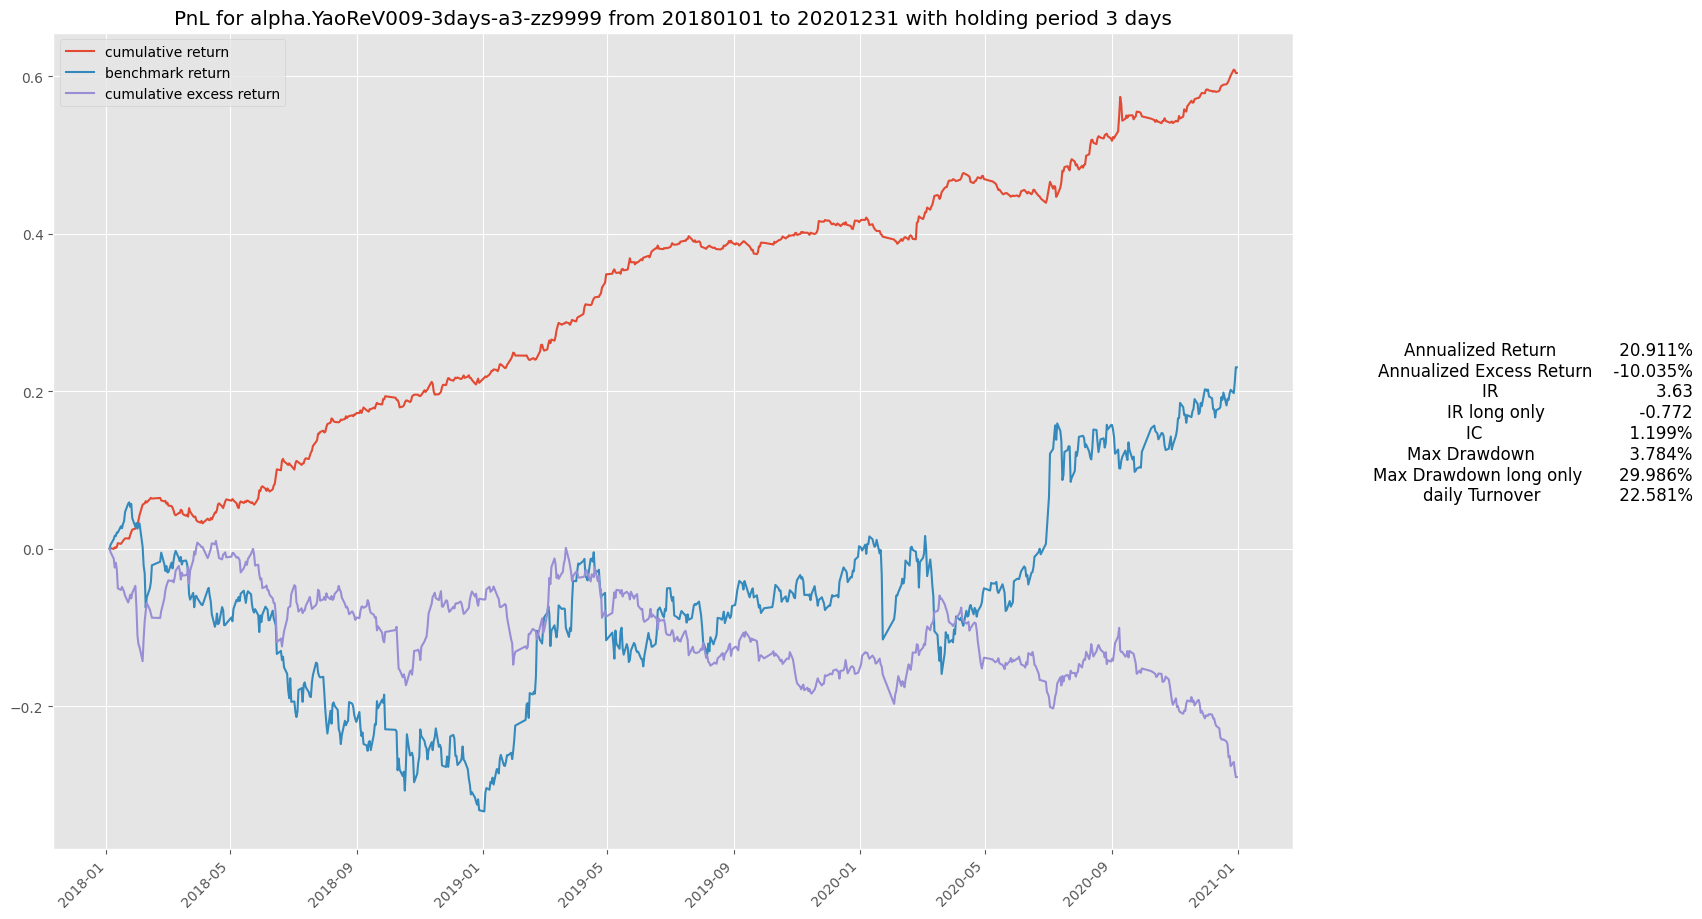 PnL for alpha.YaoReV009-3days-a3-zz9999 from 20180101 to 20201231 with holding period 3 days
cumulative return
benchmark return
cumulative excess return
0.6
0.4
0.2
0.0
−0.2
2018-01
2018-05
2018-09
2019-01
2019-05
2019-09
2020-01
2020-05
2020-09
2021-01
Annualized Return 20.911%
Annualized Excess Return -10.035%
IR 3.63
IR long only -0.772
IC 1.199%
Max Drawdown 3.784%
Max Drawdown long only 29.986%
daily Turnover 22.581%